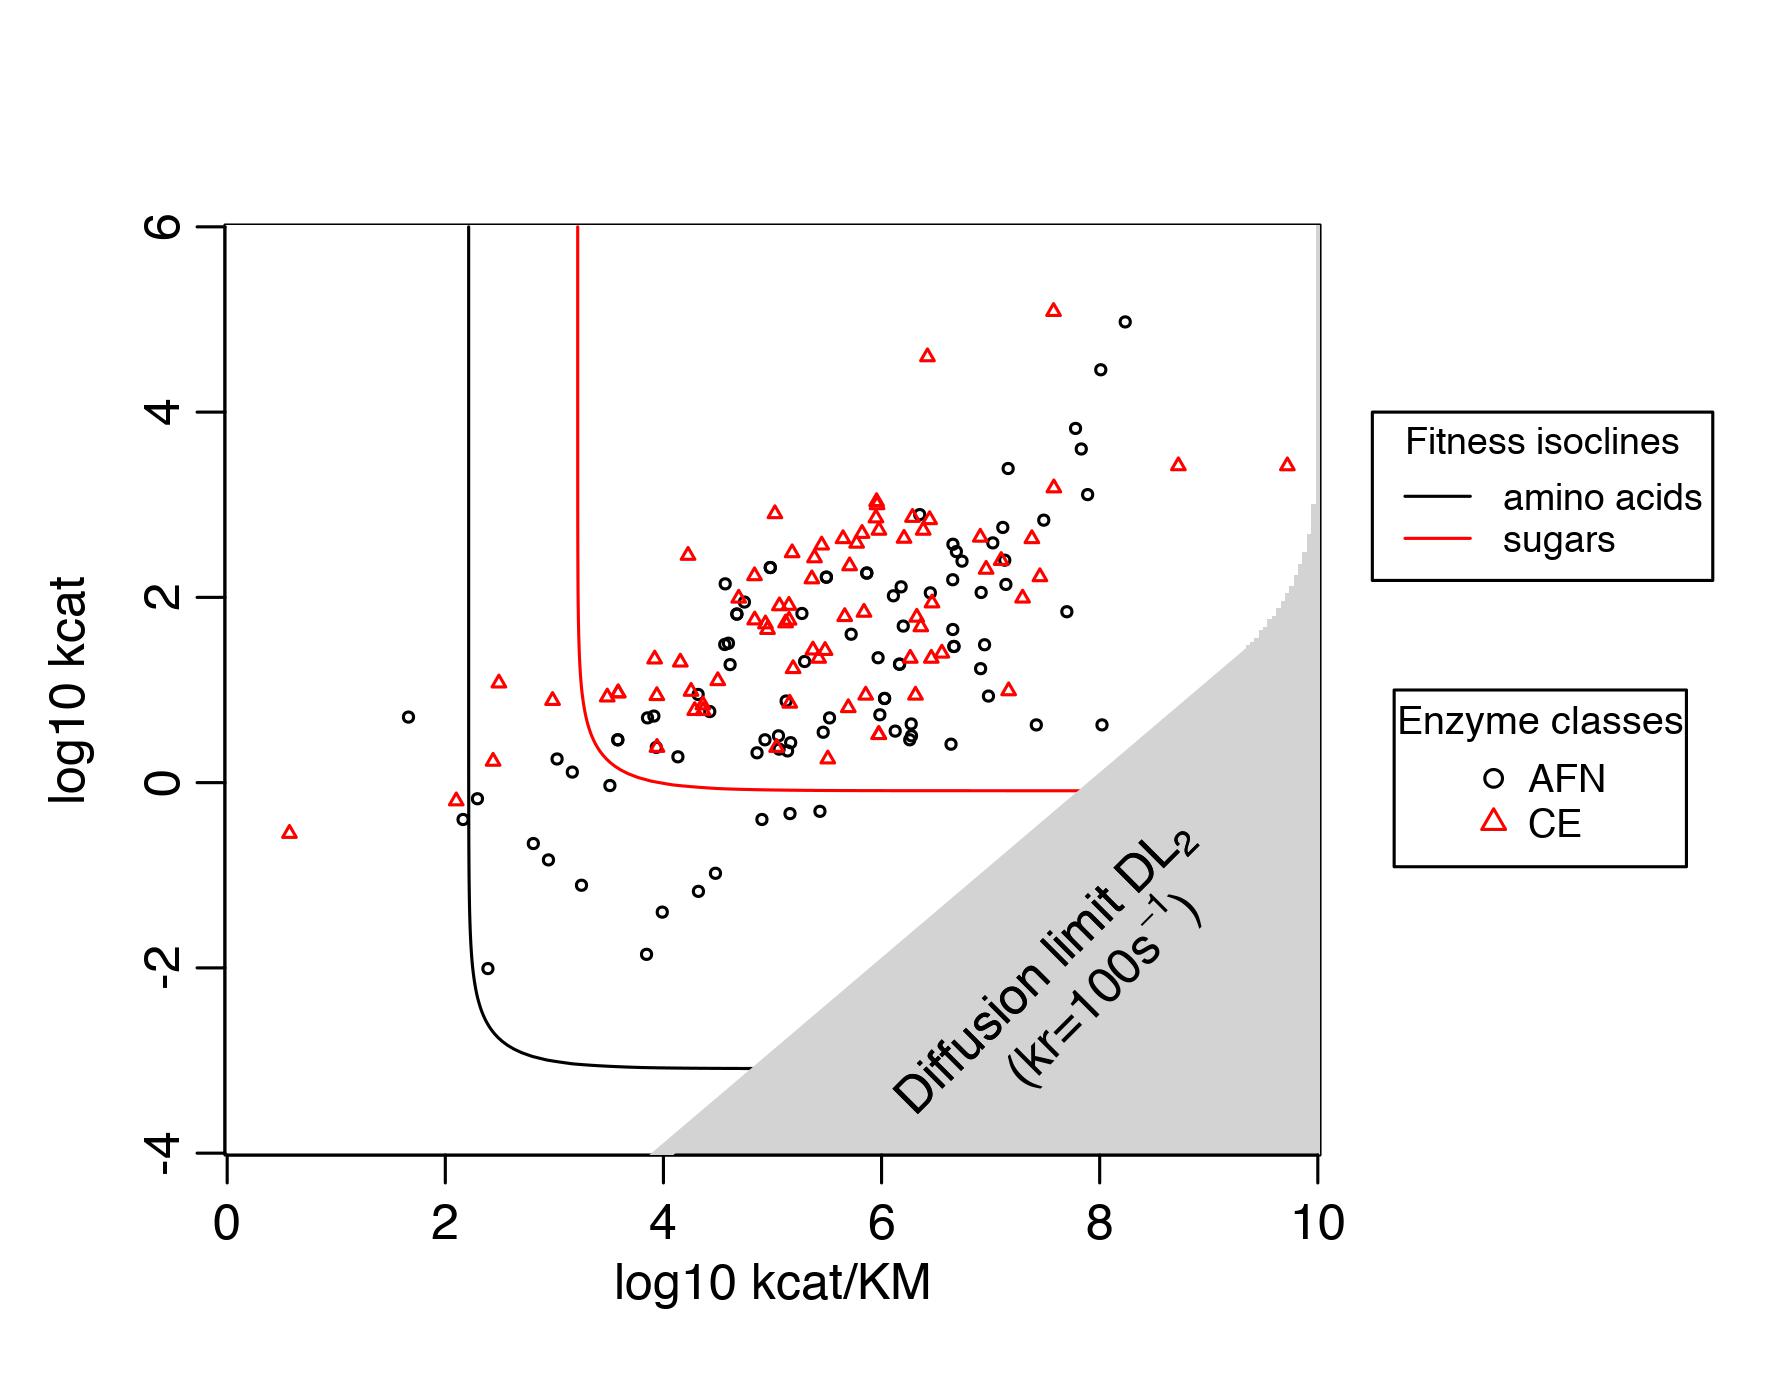 6
4
2
0
-2
-4
log10 kcat
0 2 4 6 8 10
log10 kcat/KM
Diffusion limit DL₂
(kr=100s⁻¹)
Fitness isoclines
amino acids
sugars
Enzyme classes
AFN
CE